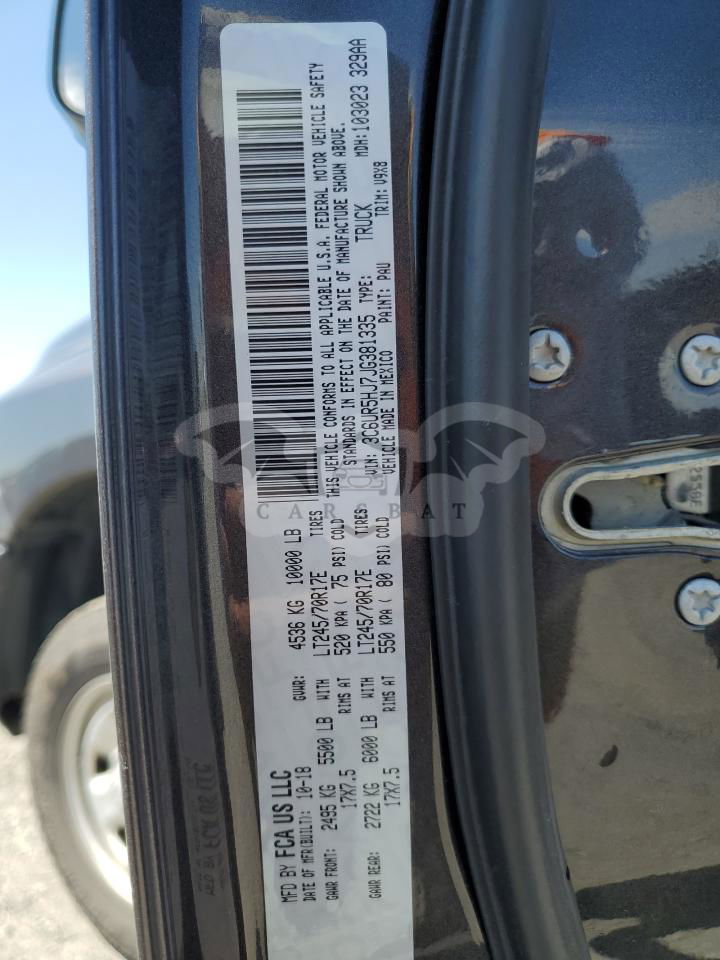 MFD BY FCA US LLC
DATE OF MFR(BUILT): 10-18 GVWR: 4536 KG 10000 LB
GAWR FRONT: 2495 KG 5500 LB WITH LT245/70R17E TIRES
17X7.5 RIMS AT 520 KPA ( 75 PSI) COLD
GAWR REAR: 2722 KG 6000 LB WITH LT245/70R17E TIRES
17X7.5 RIMS AT 550 KPA ( 80 PSI) COLD
THIS VEHICLE CONFORMS TO ALL APPLICABLE U.S.A. FEDERAL MOTOR VEHICLE SAFETY
STANDARDS IN EFFECT ON THE DATE OF MANUFACTURE SHOWN ABOVE.
VIN: 3C6UR5HJ7JG381335 TYPE: TRUCK MDH: 103023 329AA
VEHICLE MADE IN MEXICO PAINT: PAU TRIM: V9X8
CAR BAT